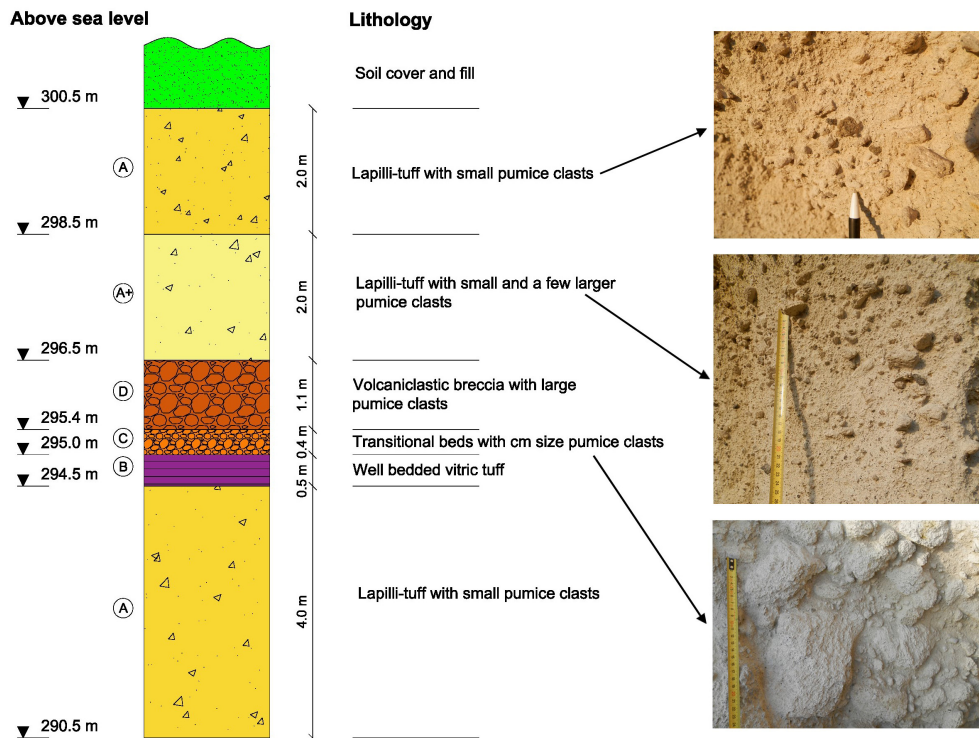 Above sea level
Lithology
Soil cover and fill
300.5 m
A
2.0 m
Lapilli-tuff with small pumice clasts
298.5 m
A+
2.0 m
Lapilli-tuff with small and a few larger
pumice clasts
296.5 m
D
1.1 m
Volcaniclastic breccia with large
pumice clasts
295.4 m
C
0.4 m
Transitional beds with cm size pumice clasts
295.0 m
B
0.5 m
Well bedded vitric tuff
294.5 m
A
4.0 m
Lapilli-tuff with small pumice clasts
290.5 m